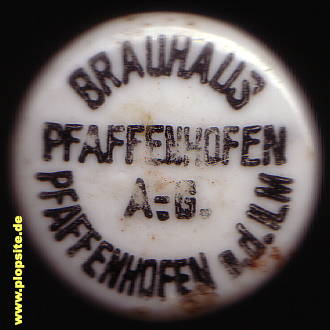 BRAUHAUS
PFAFFENHOFEN
A=G.
PFAFFENHOFEN a.d.ILM
www.plopsite.de